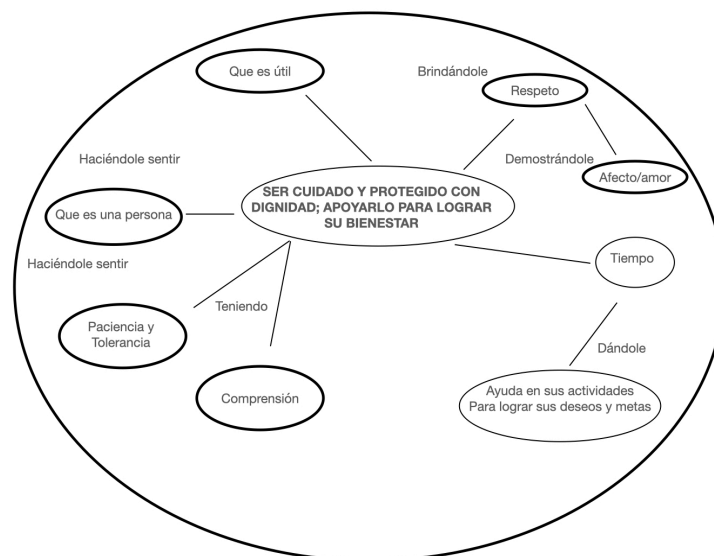 Que es útil
Brindándole
Respeto
Haciéndole sentir
Demostrándole
Afecto/amor
SER CUIDADO Y PROTEGIDO CON
DIGNIDAD; APOYARLO PARA LOGRAR
SU BIENESTAR
Que es una persona
Haciéndole sentir
Tiempo
Teniendo
Paciencia y
Tolerancia
Dándole
Comprensión
Ayuda en sus actividades
Para lograr sus deseos y metas